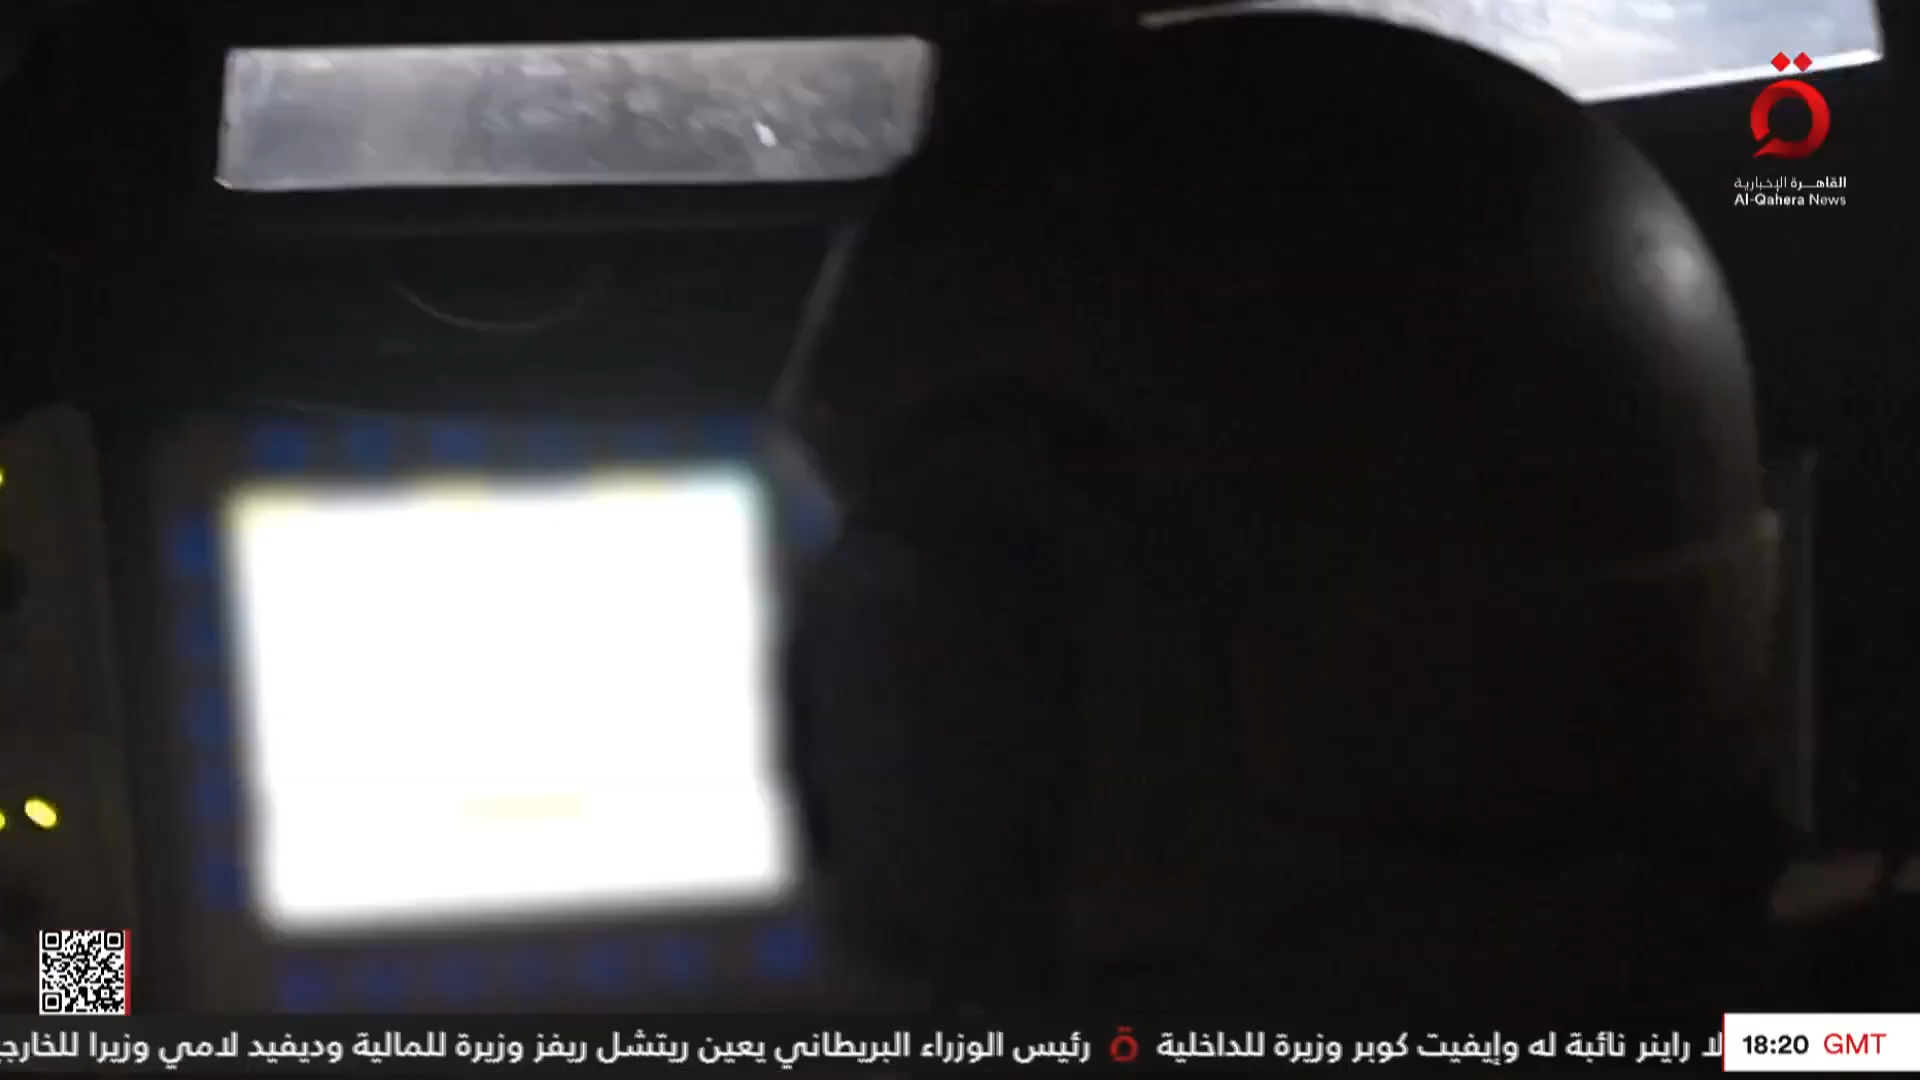 القاهرة الإخبارية
Al-Qahera News
لا راينر نائبة له وإيفيت كوبر وزيرة للداخلية
رئيس الوزراء البريطاني يعين ريتشل ريفز وزيرة للمالية وديفيد لامي وزيرا للخارجي
18:20 GMT